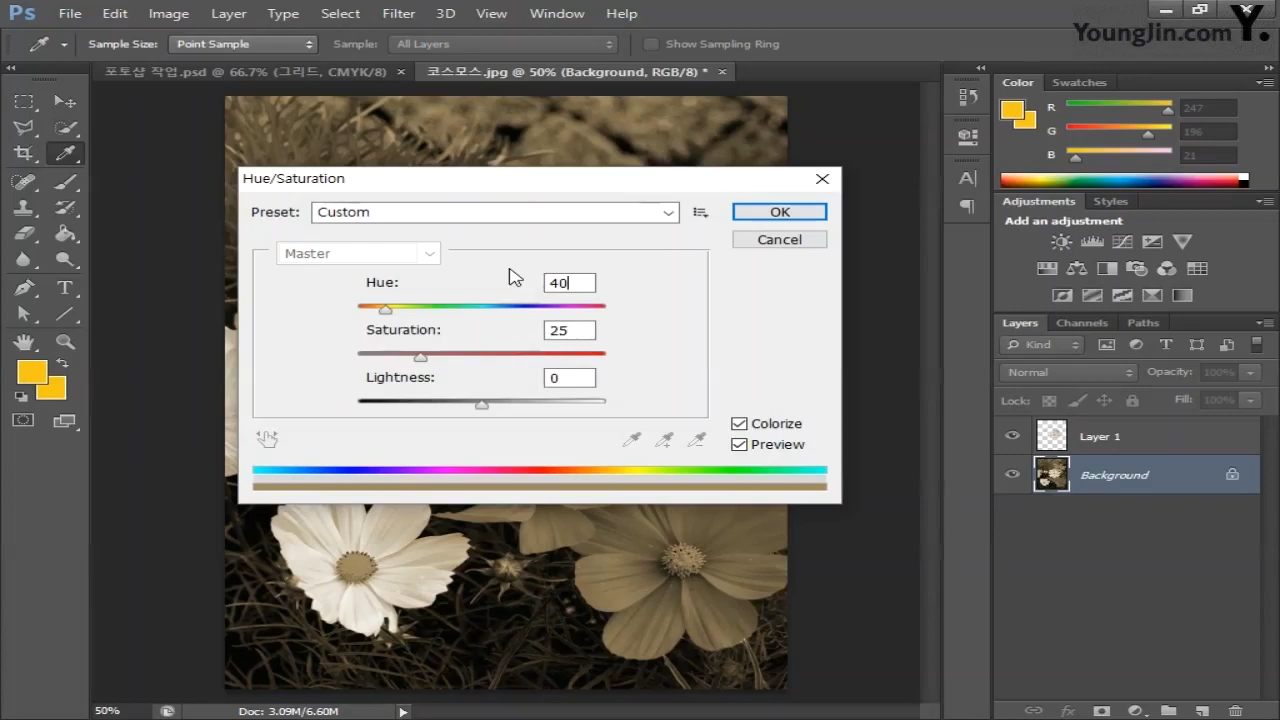 Ps File Edit Image Layer Type Select Filter 3D View Window Help
Y.
YoungJin.com
Sample Size: Point Sample Sample: All Layers Show Sampling Ring
포토샵 작업.psd @ 66.7% (그리드, CMYK/8) × 코스모스.jpg @ 50% (Background, RGB/8) * ×
Color Swatches
R 247
G 196
B 21
Hue/Saturation
Preset: Custom
OK
Cancel
Master
Hue: 40
Saturation: 25
Lightness: 0
Colorize
Preview
Adjustments Styles
Add an adjustment
Layers Channels Paths
Kind
Normal Opacity: 100%
Lock: Fill: 100%
Layer 1
Background
50% Doc: 3.09M/6.60M